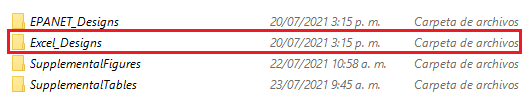 EPANET_Designs 20/07/2021 3:15 p. m. Carpeta de archivos
Excel_Designs 20/07/2021 3:15 p. m. Carpeta de archivos
SupplementalFigures 22/07/2021 10:58 a. m. Carpeta de archivos
SupplementalTables 23/07/2021 9:45 a. m. Carpeta de archivos